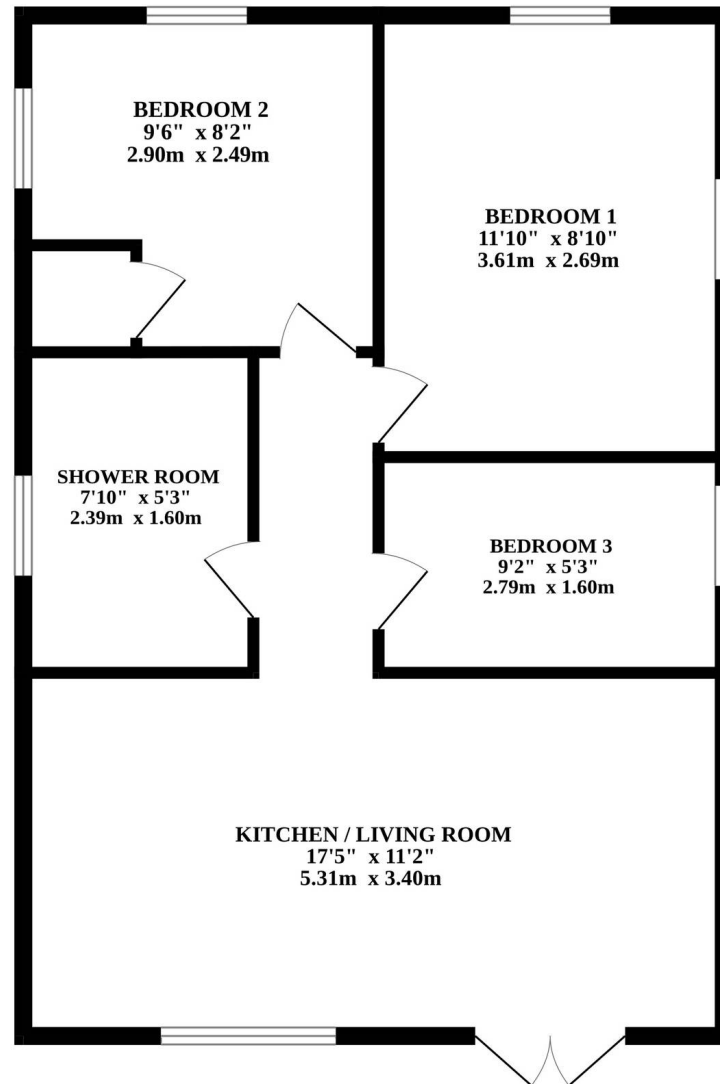 BEDROOM 2
9'6" x 8'2"
2.90m x 2.49m
BEDROOM 1
11'10" x 8'10"
3.61m x 2.69m
SHOWER ROOM
7'10" x 5'3"
2.39m x 1.60m
BEDROOM 3
9'2" x 5'3"
2.79m x 1.60m
KITCHEN / LIVING ROOM
17'5" x 11'2"
5.31m x 3.40m